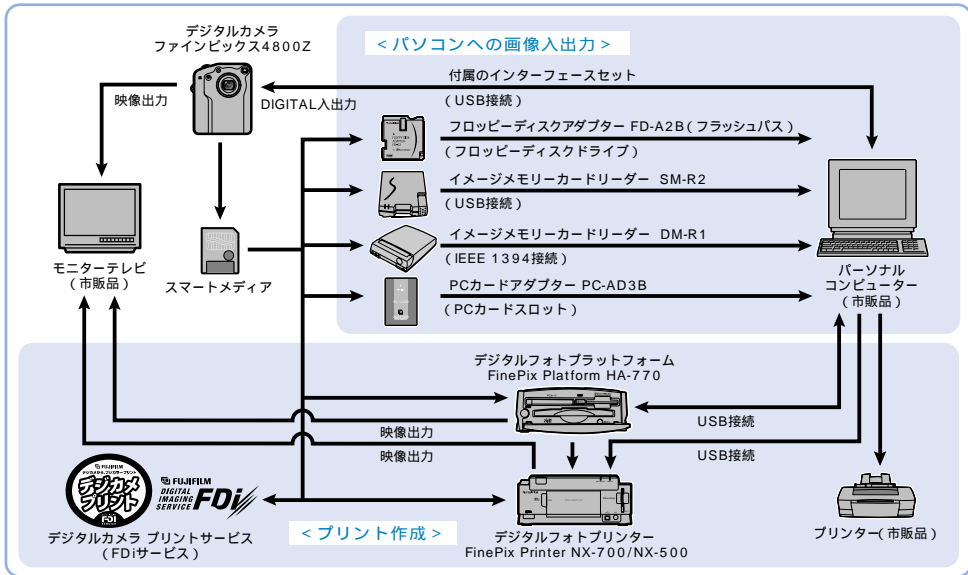 デジタルカメラ
ファインピックス4800Z
<パソコンへの画像入出力>
映像出力
DIGITAL入出力
付属のインターフェースセット
(USB接続)
フロッピーディスクアダプター FD-A2B(フラッシュパス)
(フロッピーディスクドライブ)
イメージメモリーカードリーダー SM-R2
(USB接続)
イメージメモリーカードリーダー DM-R1
(IEEE 1394接続)
PCカードアダプター PC-AD3B
(PCカードスロット)
モニターテレビ
(市販品)
スマートメディア
パーソナル
コンピューター
(市販品)
デジタルフォトプラットフォーム
FinePix Platform HA-770
映像出力
USB接続
映像出力
USB接続
FUJIFILM
デジカメ
プリント
FDi
FUJIFILM
DIGITAL
IMAGING
SERVICE
FDi
デジタルカメラ プリントサービス
(FDiサービス)
<プリント作成>
デジタルフォトプリンター
FinePix Printer NX-700/NX-500
プリンター(市販品)